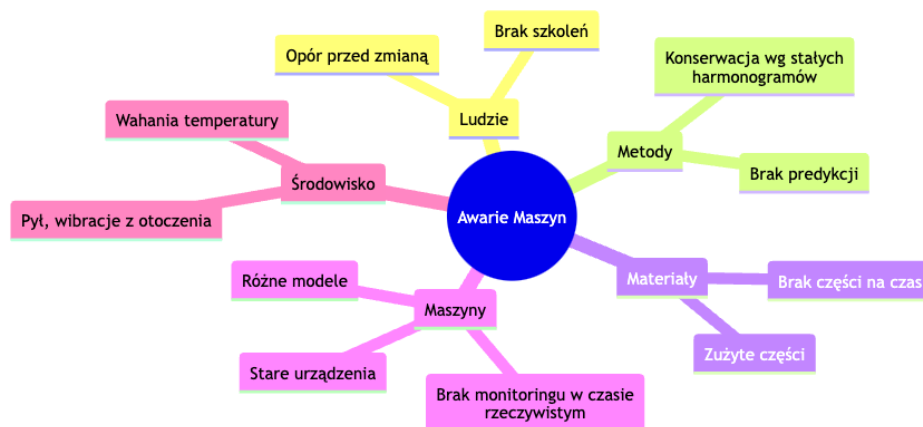 Brak szkoleń
Opór przed zmianą
Konserwacja wg stałych
harmonogramów
Wahania temperatury
Ludzie
Metody
Brak predykcji
Środowisko
Awarie Maszyn
Pył, wibracje z otoczenia
Różne modele
Materiały
Brak części na czas
Maszyny
Zużyte części
Stare urządzenia
Brak monitoringu w czasie
rzeczywistym